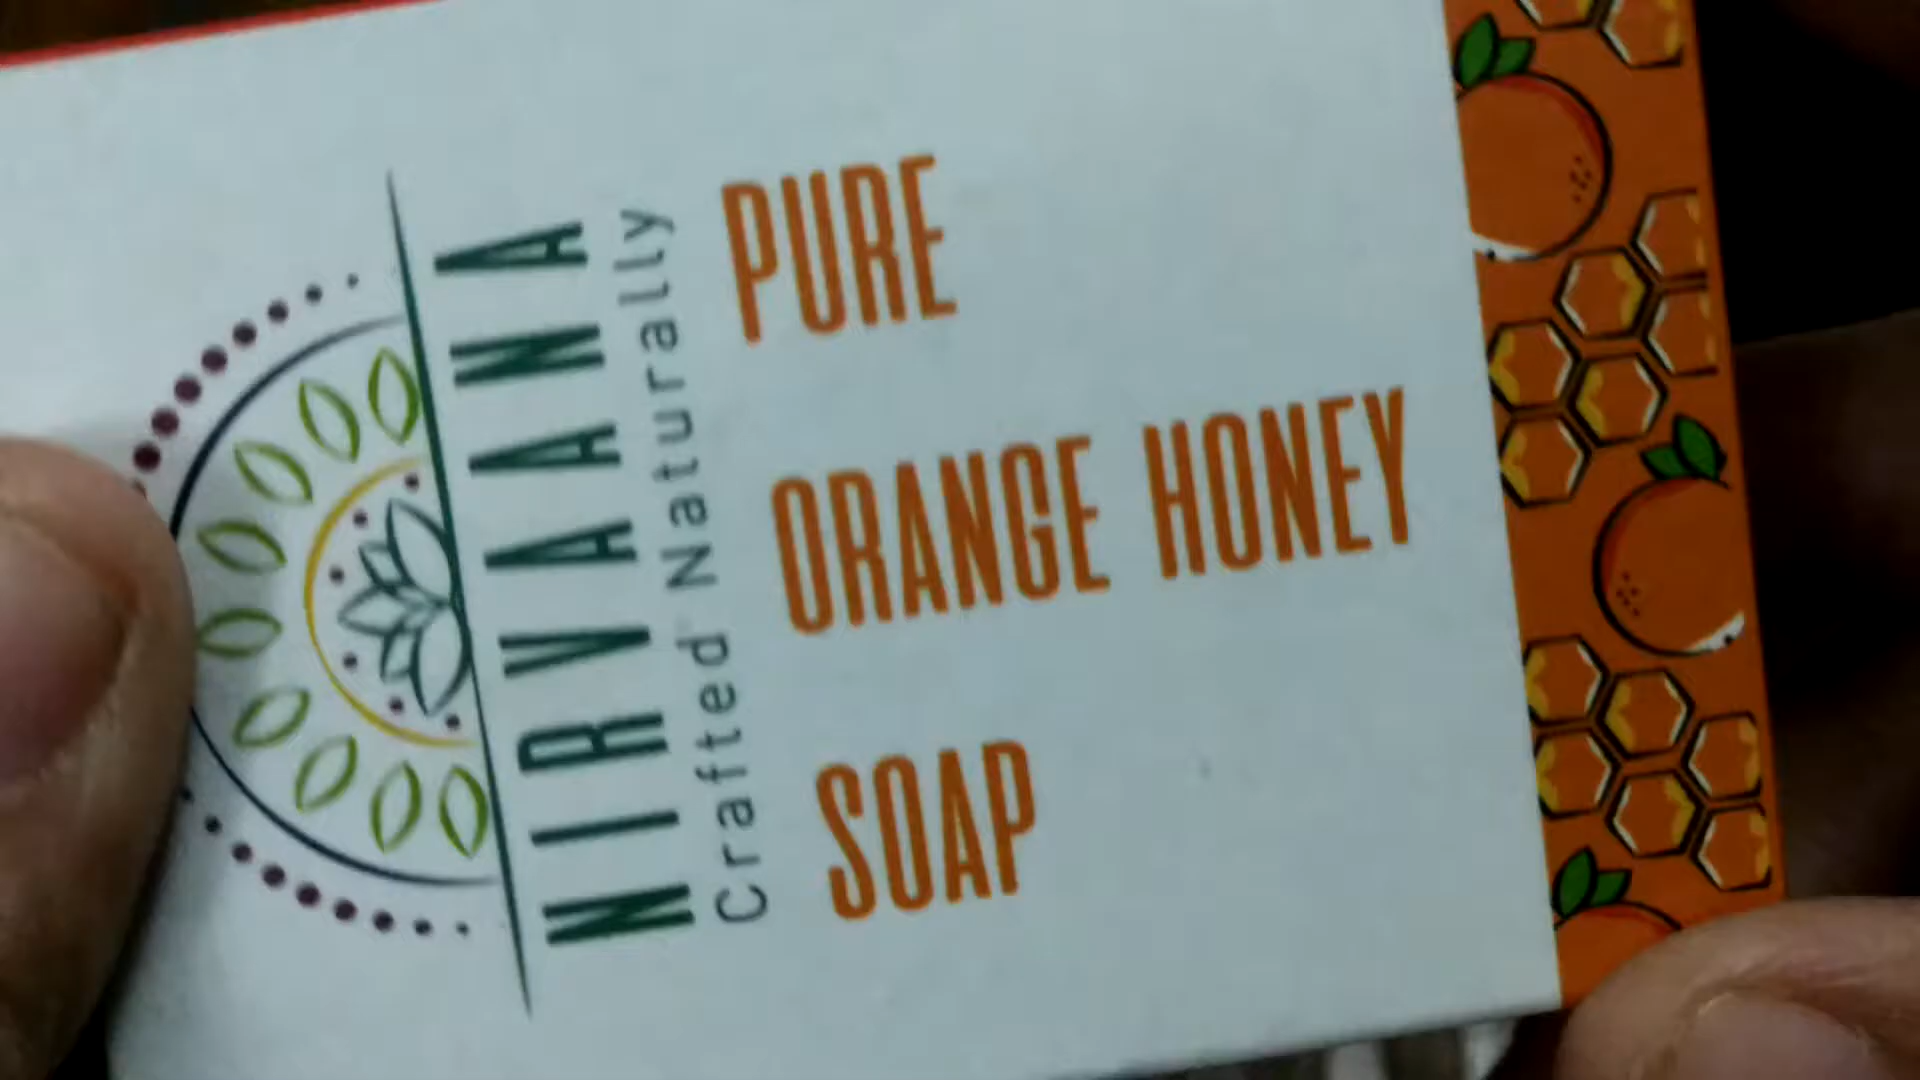 NIRVAANA
Crafted Naturally
PURE
ORANGE HONEY
SOAP